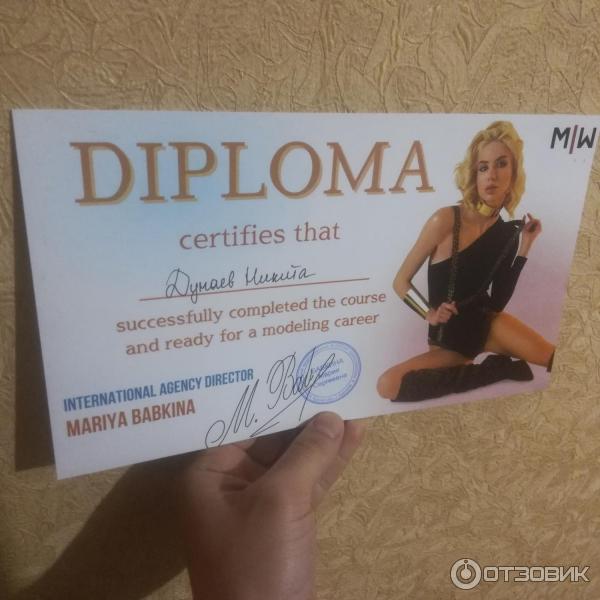 DIPLOMA
M|W
certifies that
Дунаев Никита
successfully completed the course
and ready for a modeling career
INTERNATIONAL AGENCY DIRECTOR
MARIYA BABKINA
ОТЗОВИК